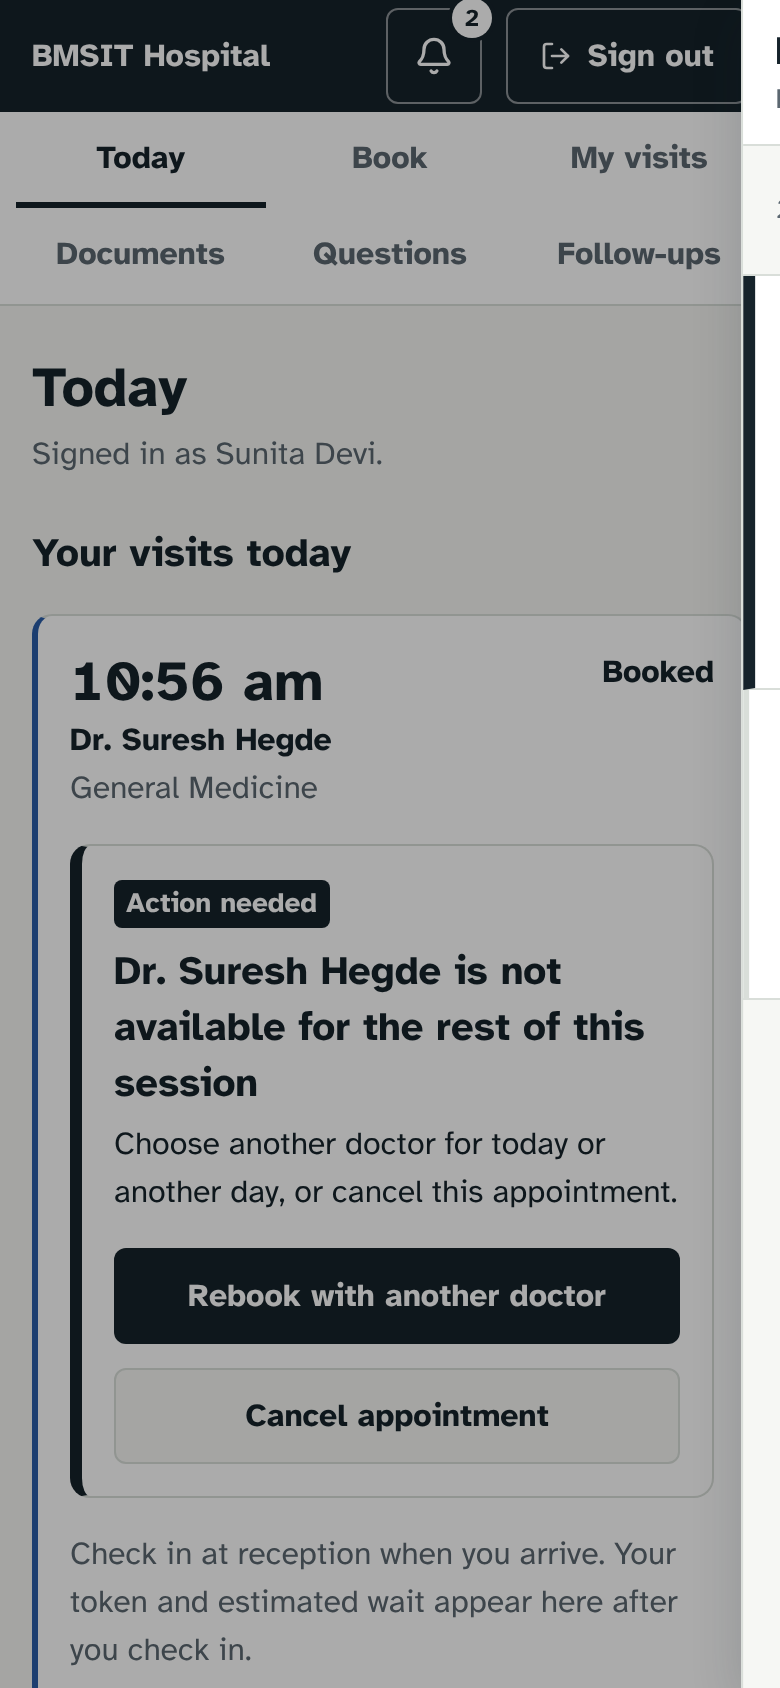 BMSIT Hospital
2
Sign out
Today
Book
My visits
Documents
Questions
Follow-ups
Today
Signed in as Sunita Devi.
Your visits today
10:56 am
Booked
Dr. Suresh Hegde
General Medicine
Action needed
Dr. Suresh Hegde is not
available for the rest of this
session
Choose another doctor for today or
another day, or cancel this appointment.
Rebook with another doctor
Cancel appointment
Check in at reception when you arrive. Your
token and estimated wait appear here after
you check in.